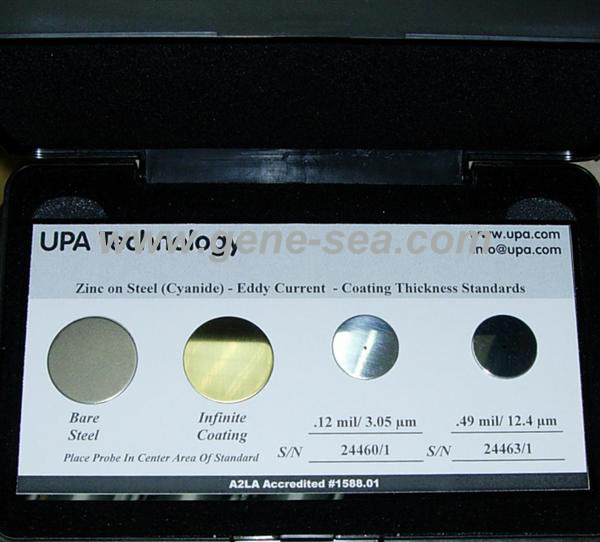 UPA Technology
www.upa.com
info@upa.com
www.gene-sea.com
Zinc on Steel (Cyanide) - Eddy Current - Coating Thickness Standards
Bare
Steel
Infinite
Coating
.12 mil/ 3.05 µm
.49 mil/ 12.4 µm
Place Probe In Center Area Of Standard
S/N 24460/1
S/N 24463/1
A2LA Accredited #1588.01